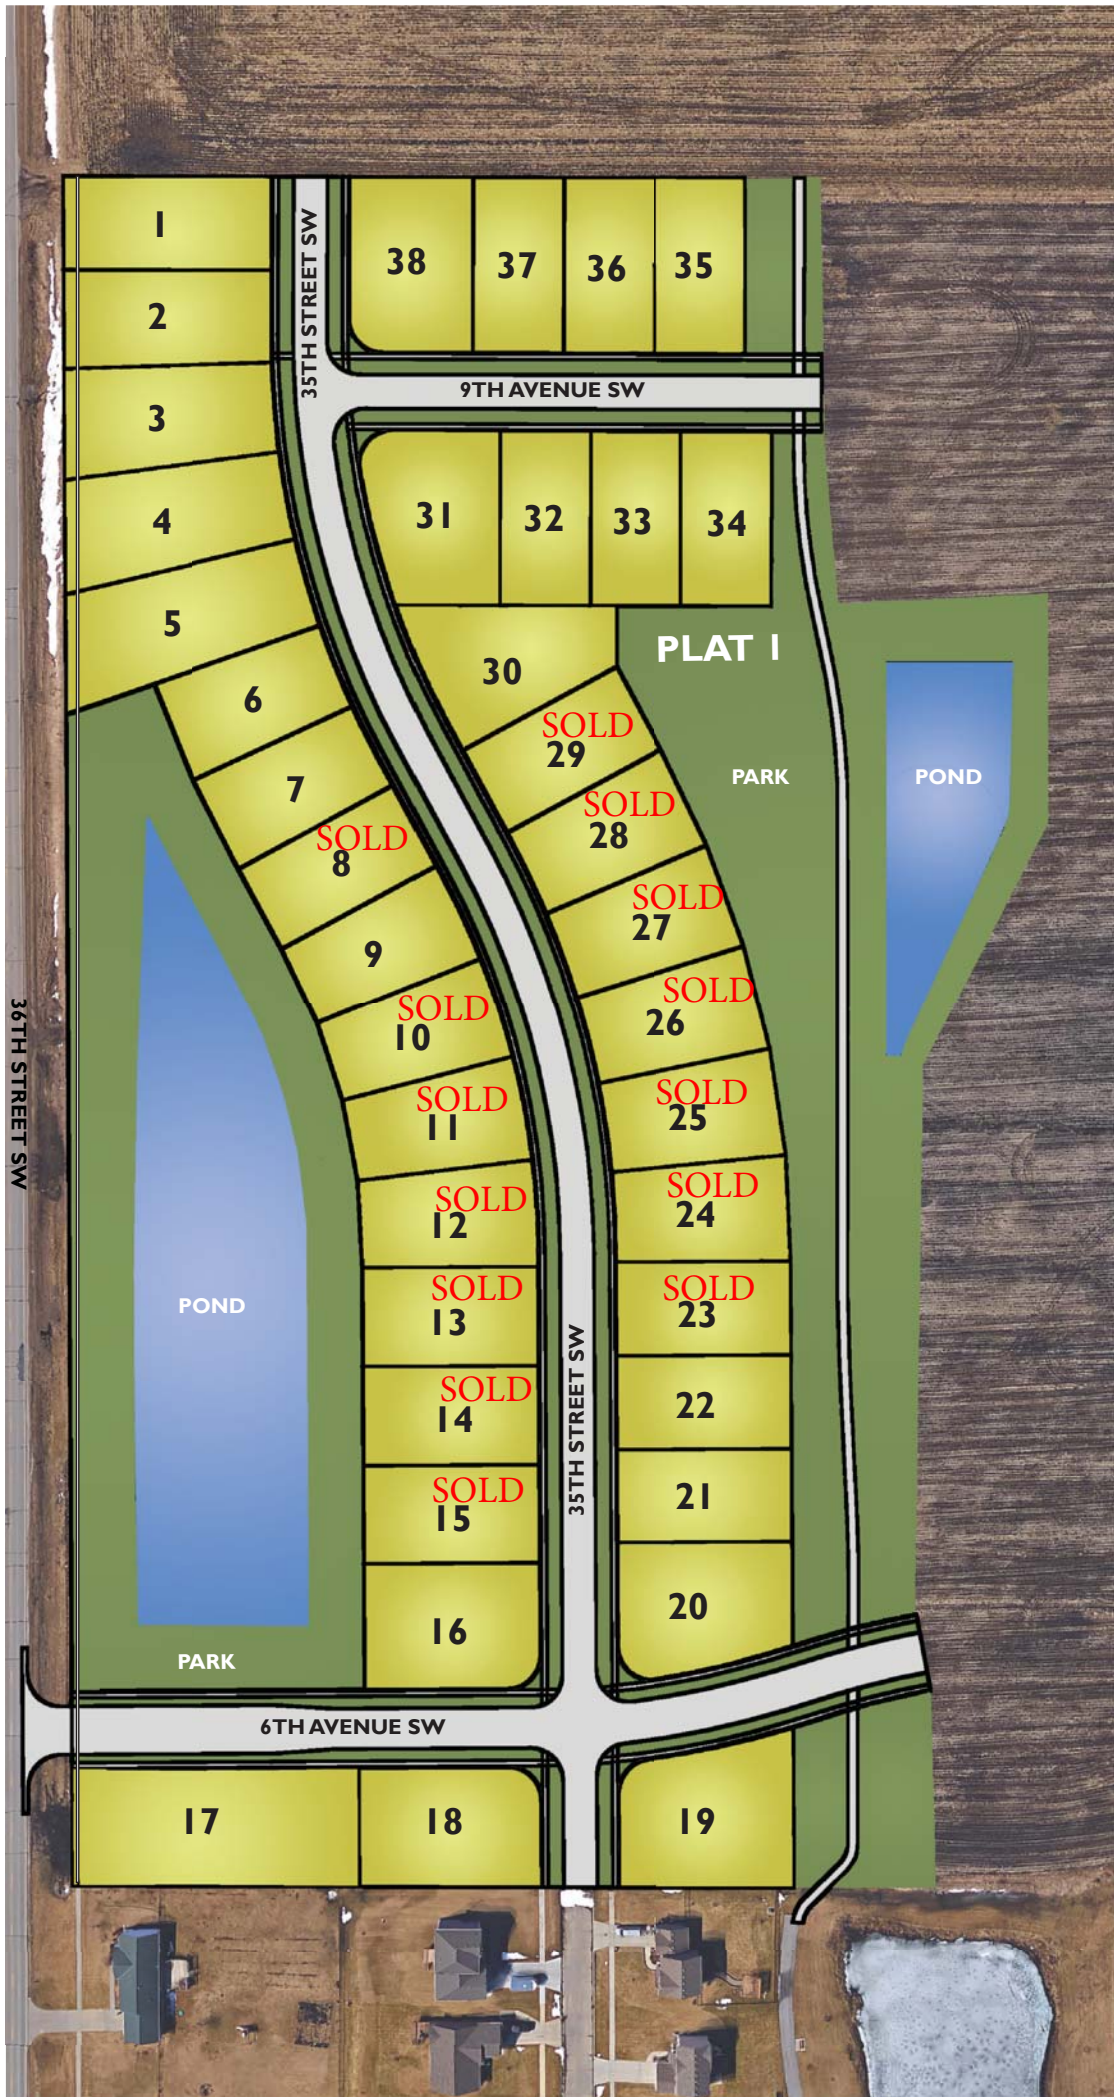 1
35TH STREET SW
38
37
36
35
2
9TH AVENUE SW
3
4
31
32
33
34
5
30
PLAT 1
6
SOLD
29
PARK
POND
7
SOLD
28
SOLD
8
SOLD
27
9
SOLD
26
SOLD
10
36TH STREET SW
SOLD
11
SOLD
25
SOLD
12
SOLD
24
POND
SOLD
13
SOLD
23
SOLD
14
22
35TH STREET SW
SOLD
15
21
16
20
PARK
6TH AVENUE SW
17
18
19